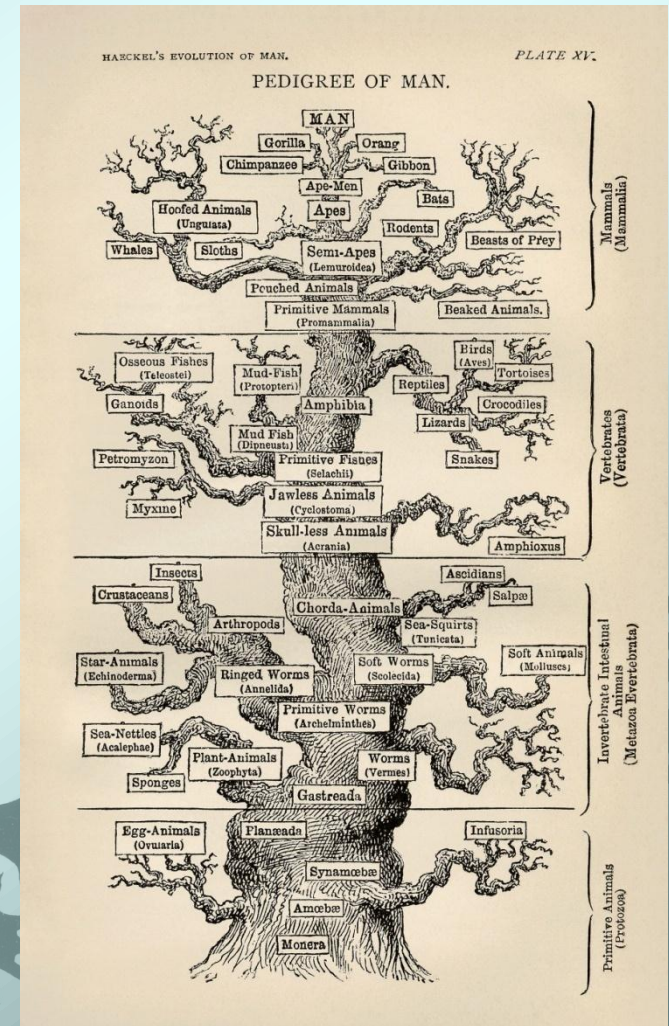 HAECKEL'S EVOLUTION OF MAN.
PLATE XV.
PEDIGREE OF MAN.
MAN
Gorilla
Orang
Chimpanzee
Gibbon
Ape-Men
Bats
Apes
Hoofed Animals
(Ungulata)
Rodents
Whales
Sloths
Semi-Apes
(Lemuroidea)
Beasts of Prey
Pouched Animals
Primitive Mammals
(Promammalia)
Beaked Animals.
Mammals
(Mammalia)
Osseous Fishes
(Teleostei)
Mud-Fish
(Protopteri)
Birds
(Aves)
Tortoises
Reptiles
Ganoids
Amphibia
Crocodiles
Lizards
Mud Fish
(Dipneusti)
Petromyzon
Primitive Fishes
(Selachii)
Snakes
Jawless Animals
(Cyclostoma)
Myxine
Skull-less Animals
(Acrania)
Amphioxus
Vertebrates
(Vertebrata)
Insects
Ascidians
Crustaceans
Salpæ
Chorda-Animals
Arthropods
Sea-Squirts
(Tunicata)
Star-Animals
(Echinoderma)
Ringed Worms
(Annelida)
Soft Worms
(Scolecida)
Soft Animals
(Molluscs)
Primitive Worms
(Archelminthes)
Sea-Nettles
(Acalephae)
Plant-Animals
(Zoophyta)
Worms
(Vermes)
Sponges
Gastreada
Invertebrate Intestinal
Animals
(Metazoa Evertebrata)
Egg-Animals
(Ovularia)
Planæada
Infusoria
Synamœbæ
Amœbæ
Monera
Primitive Animals
(Protozoa)